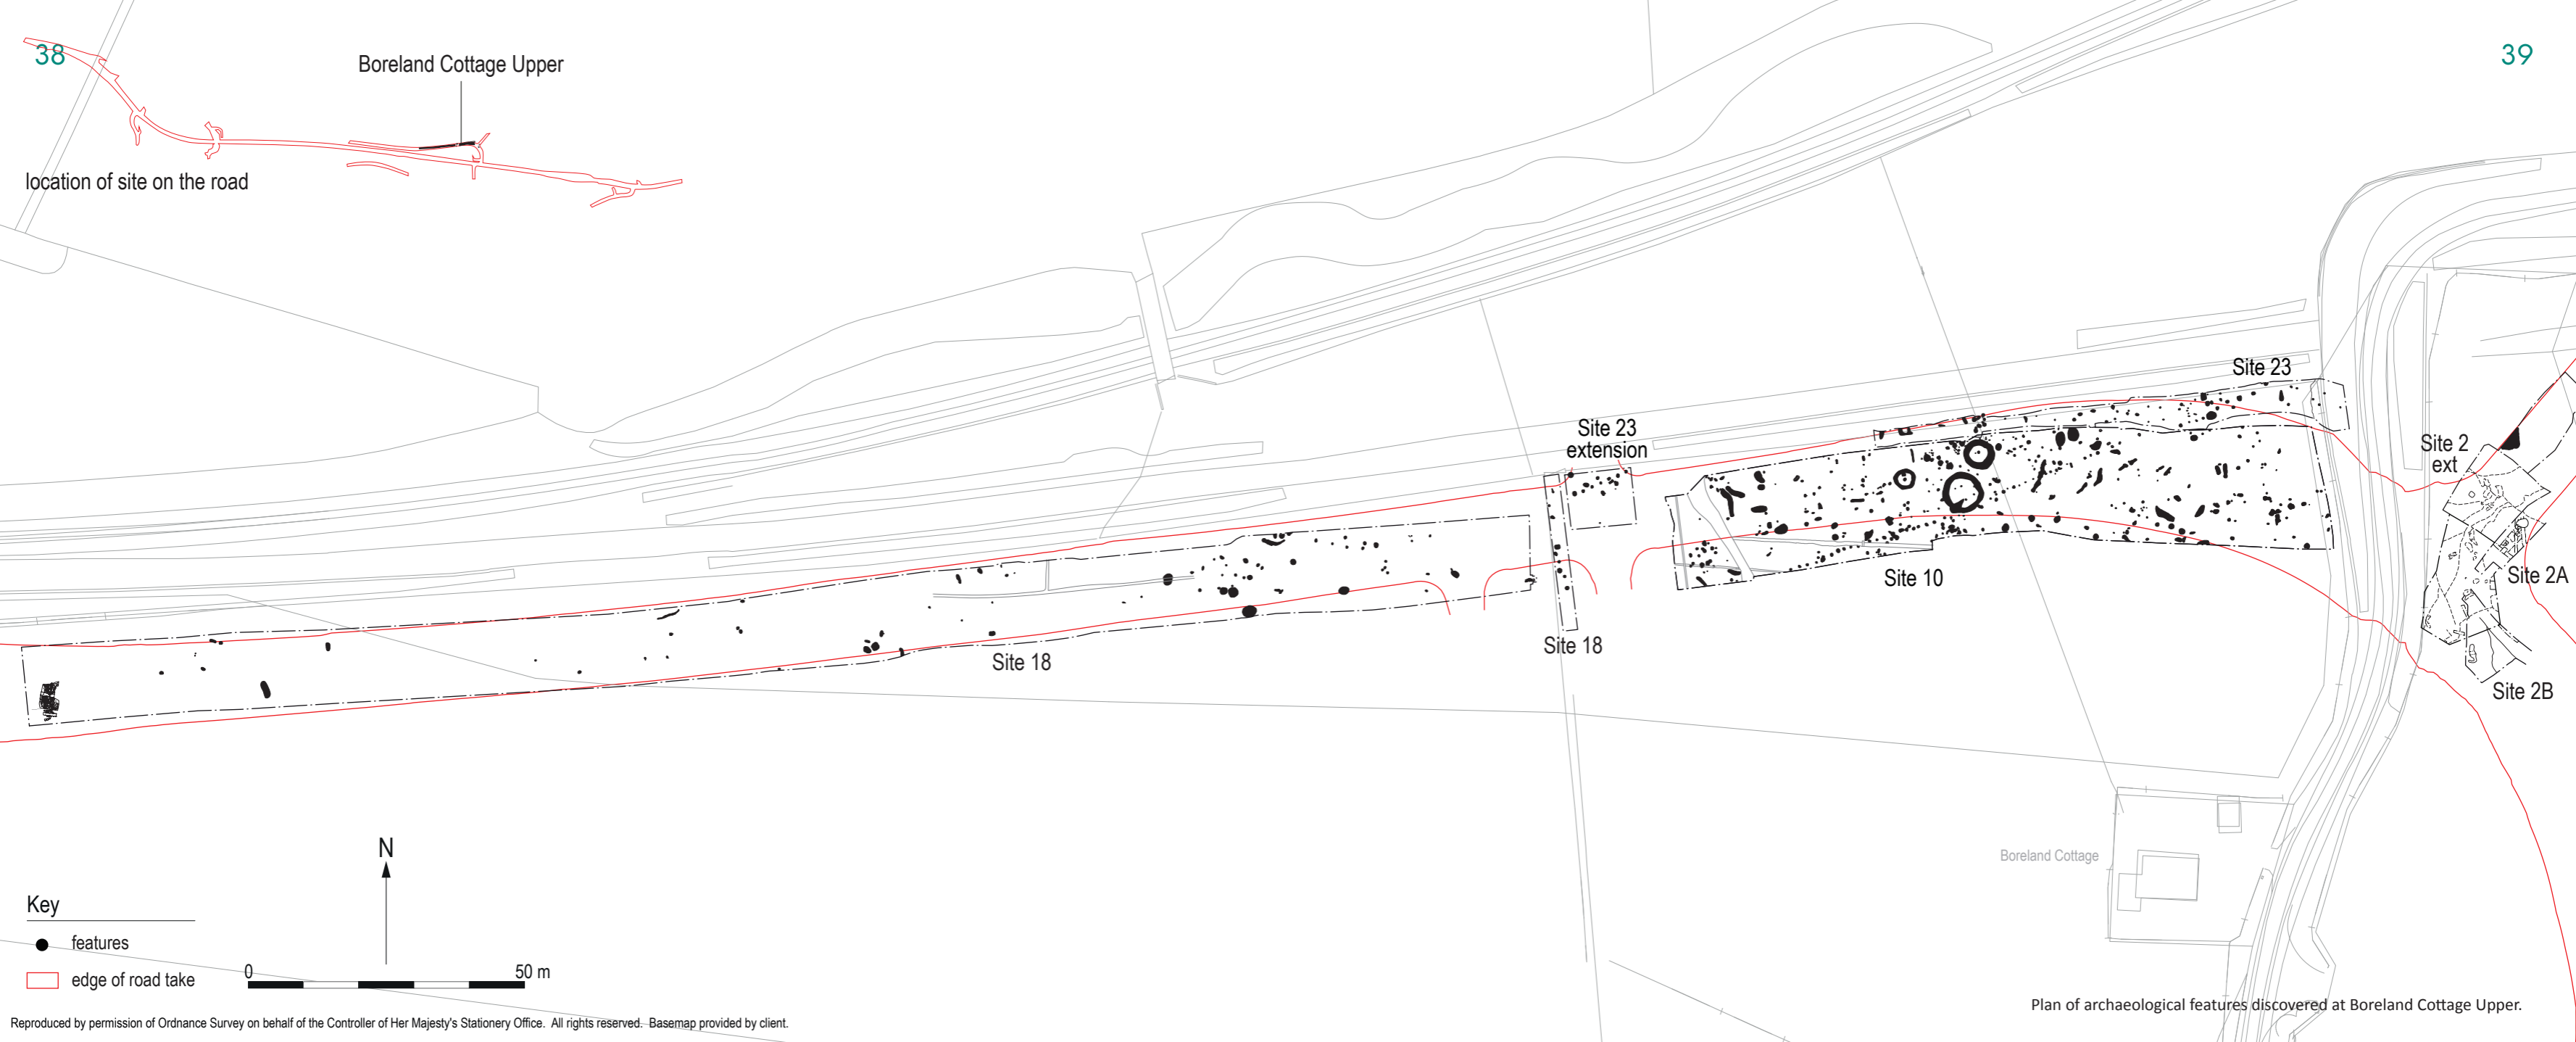 38
39
Boreland Cottage Upper
location of site on the road
Site 23
Site 23
extension
Site 2
ext
Site 10
Site 2A
Site 18
Site 18
Site 2B
N
Boreland Cottage
Key
features
edge of road take
0
50 m
Plan of archaeological features discovered at Boreland Cottage Upper.
Reproduced by permission of Ordnance Survey on behalf of the Controller of Her Majesty's Stationery Office. All rights reserved. Basemap provided by client.